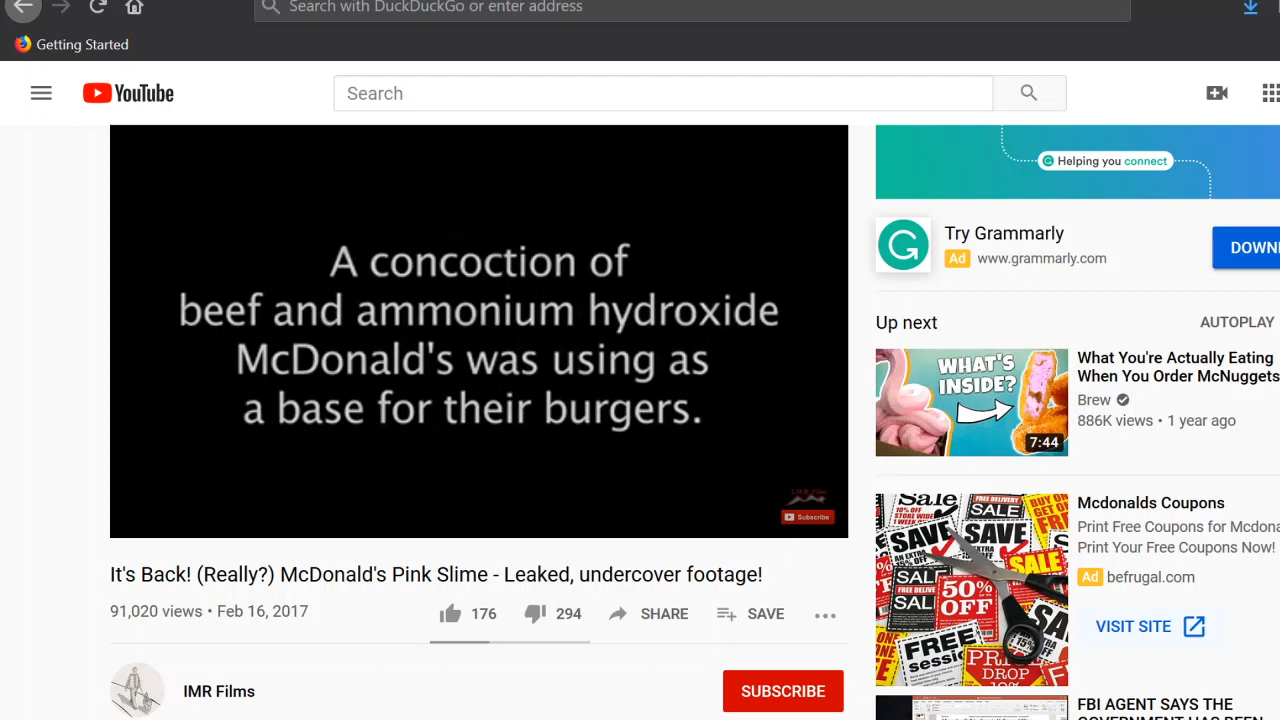 Search with DuckDuckGo or enter address
Getting Started
YouTube
Search
A concoction of
beef and ammonium hydroxide
McDonald's was using as
a base for their burgers.
Subscribe
It's Back! (Really?) McDonald's Pink Slime - Leaked, undercover footage!
91,020 views • Feb 16, 2017
176
294
SHARE
SAVE
IMR Films
SUBSCRIBE
Helping you connect
Try Grammarly
Ad www.grammarly.com
DOWN
Up next
AUTOPLAY
WHAT'S
INSIDE?
7:44
What You're Actually Eating
When You Order McNuggets
Brew
886K views • 1 year ago
Sale
FREE DELIVERY
SALE
SAVE
SALE
50%
OFF
FREE
Mcdonalds Coupons
Print Free Coupons for Mcdona
Print Your Free Coupons Now!
Ad befrugal.com
VISIT SITE
FBI AGENT SAYS THE